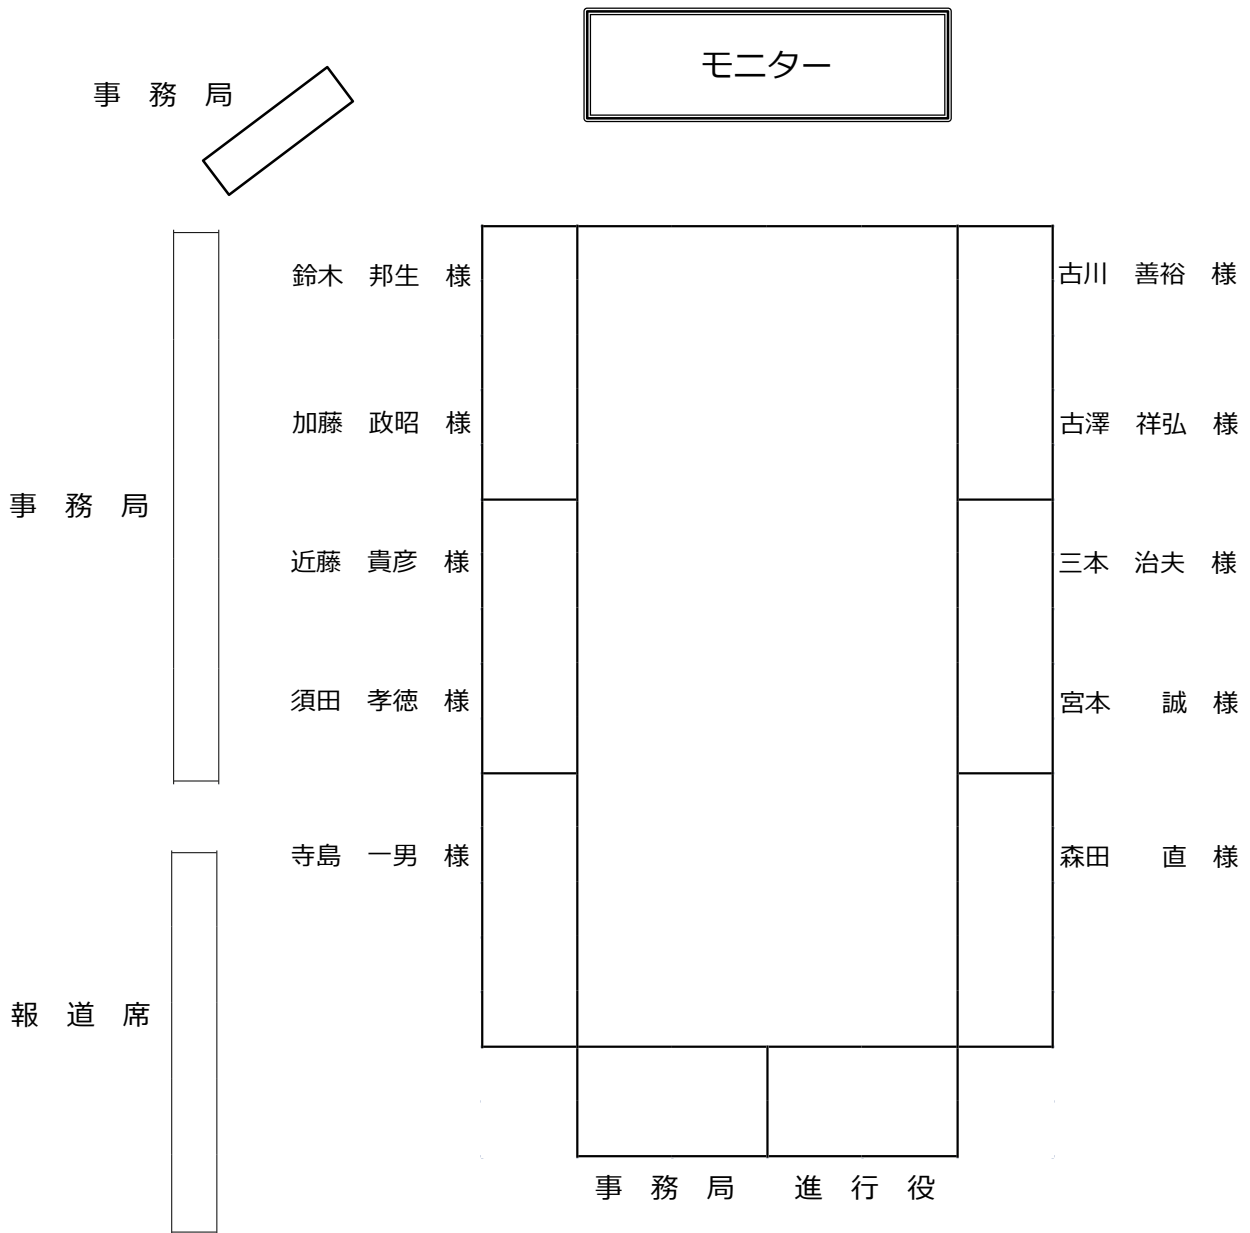 モニター
事　務　局
鈴木　邦生　様
古川　善裕　様
加藤　政昭　様
古澤　祥弘　様
事　務　局
近藤　貴彦　様
三本　治夫　様
須田　孝徳　様
宮本　　誠　様
寺島　一男　様
森田　　直　様
報　道　席
事　務　局　　進　行　役